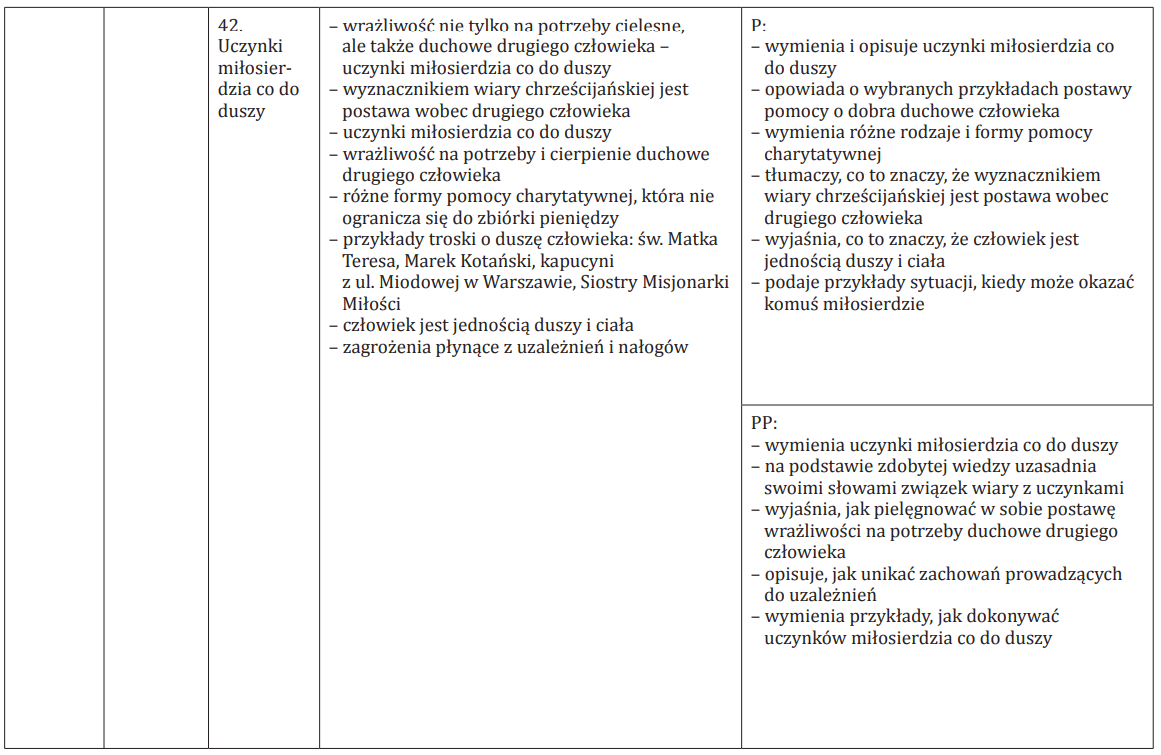 42.
Uczynki
miłosier-
dzia co do
duszy
– wrażliwość nie tylko na potrzeby cielesne,
ale także duchowe drugiego człowieka –
uczynki miłosierdzia co do duszy
– wyznacznikiem wiary chrześcijańskiej jest
postawa wobec drugiego człowieka
– uczynki miłosierdzia co do duszy
– wrażliwość na potrzeby i cierpienie duchowe
drugiego człowieka
– różne formy pomocy charytatywnej, która nie
ogranicza się do zbiórki pieniędzy
– przykłady troski o duszę człowieka: św. Matka
Teresa, Marek Kotański, kapucyni
z ul. Miodowej w Warszawie, Siostry Misjonarki
Miłości
– człowiek jest jednością duszy i ciała
– zagrożenia płynące z uzależnień i nałogów
P:
– wymienia i opisuje uczynki miłosierdzia co
do duszy
– opowiada o wybranych przykładach postawy
pomocy o dobra duchowe człowieka
– wymienia różne rodzaje i formy pomocy
charytatywnej
– tłumaczy, co to znaczy, że wyznacznikiem
wiary chrześcijańskiej jest postawa wobec
drugiego człowieka
– wyjaśnia, co to znaczy, że człowiek jest
jednością duszy i ciała
– podaje przykłady sytuacji, kiedy może okazać
komuś miłosierdzie
PP:
– wymienia uczynki miłosierdzia co do duszy
– na podstawie zdobytej wiedzy uzasadnia
swoimi słowami związek wiary z uczynkami
– wyjaśnia, jak pielęgnować w sobie postawę
wrażliwości na potrzeby duchowe drugiego
człowieka
– opisuje, jak unikać zachowań prowadzących
do uzależnień
– wymienia przykłady, jak dokonywać
uczynków miłosierdzia co do duszy